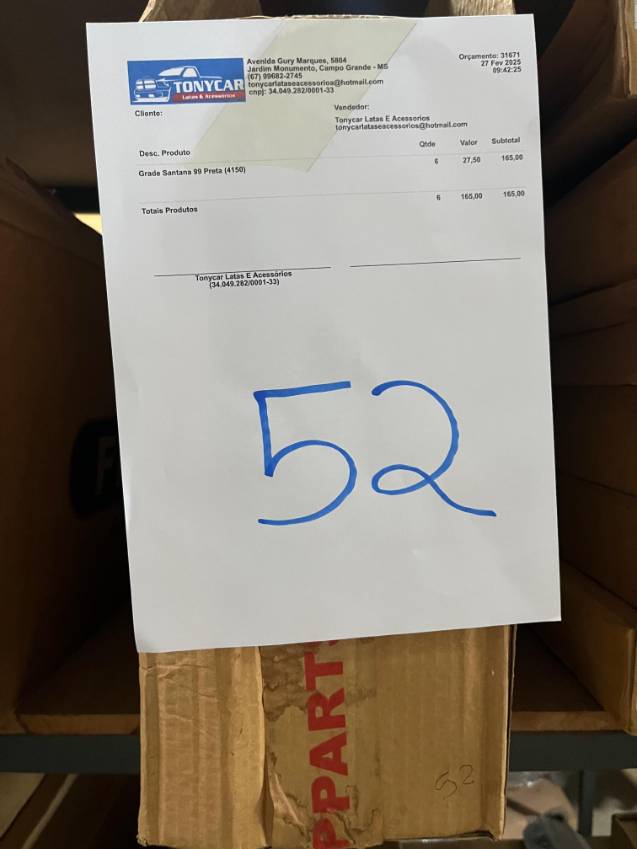 TONYCAR
Latas & Acessórios
Avenida Gury Marques, 5884
Jardim Monumento, Campo Grande - MS
(67) 99682-2745
tonycarlataseacessorios@hotmail.com
cnpj: 34.049.282/0001-33
Orçamento: 31671
27 Fev 2025
09:42:25
Cliente:
Vendedor:
Tonycar Latas E Acessorios
tonycarlataseacessorios@hotmail.com
Desc. Produto Qtde Valor Subtotal
Grade Santana 99 Preta (4150) 6 27,50 165,00
Totais Produtos 6 165,00 165,00
Tonycar Latas E Acessórios
(34.049.282/0001-33)
52
PPARTS
52